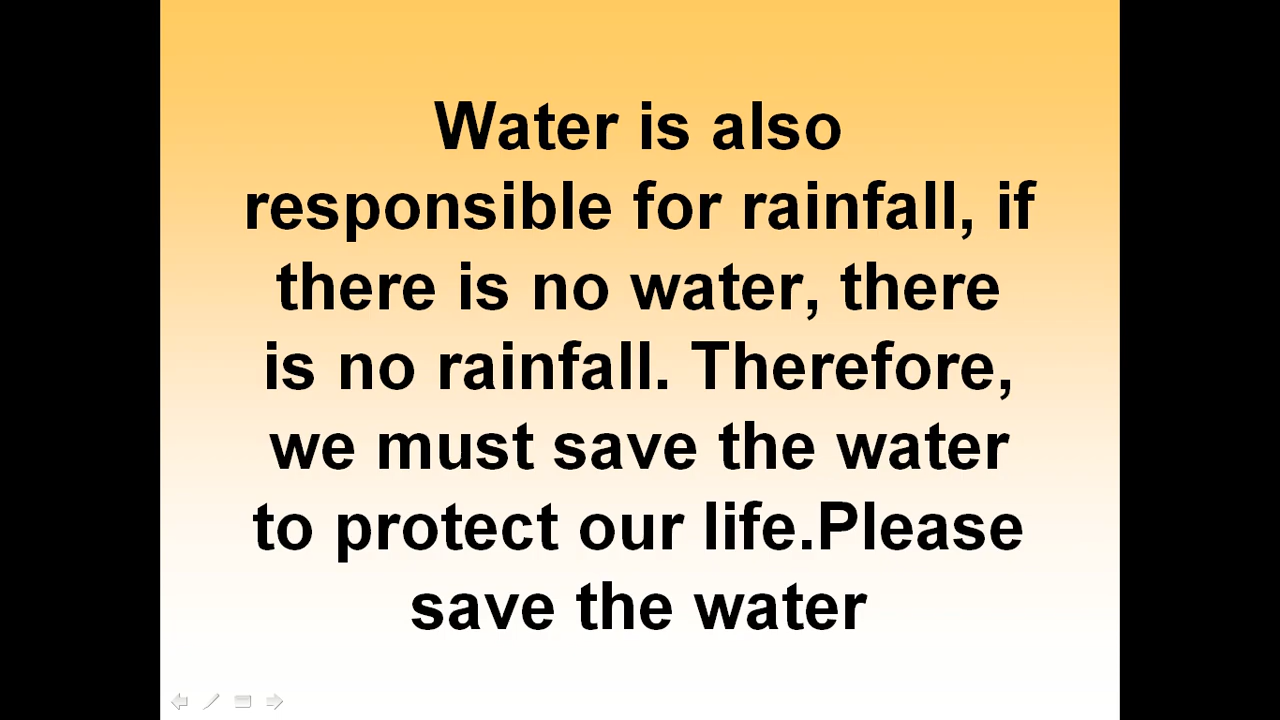 Water is also
responsible for rainfall, if
there is no water, there
is no rainfall. Therefore,
we must save the water
to protect our life.Please
save the water